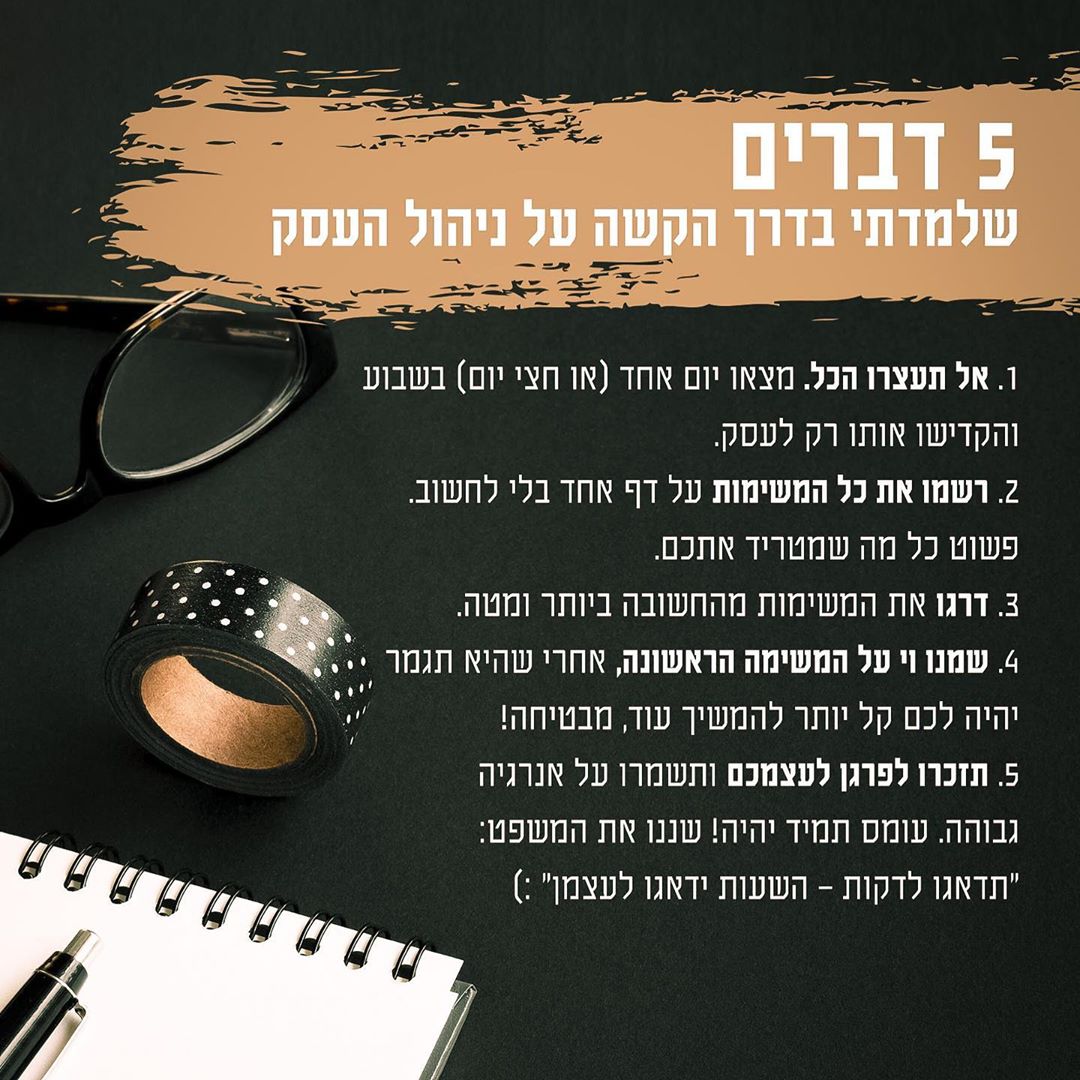 5 דברים
שלמדתי בדרך הקשה על ניהול העסק
1. אל תעצרו הכל. מצאו יום אחד (או חצי יום) בשבוע
והקדישו אותו רק לעסק.
2. רשמו את כל המשימות על דף אחד בלי לחשוב.
פשוט כל מה שמטריד אתכם.
3. דרגו את המשימות מהחשובה ביותר ומטה.
4. שמנו וי על המשימה הראשונה, אחרי שהיא תגמר
יהיה לכם קל יותר להמשיך עוד, מבטיחה!
5. תזכרו לפרגן לעצמכם ותשמרו על אנרגיה
גבוהה. עומס תמיד יהיה! שננו את המשפט:
"תדאגו לדקות – השעות ידאגו לעצמן" :)